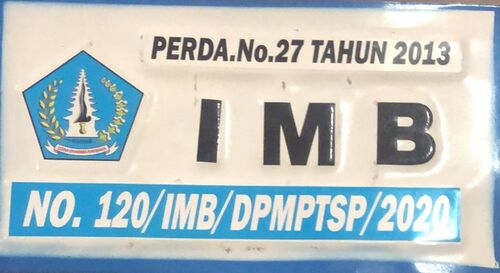 PERDA.No.27 TAHUN 2013
IMB
NO. 120/IMB/DPMPTSP/2020